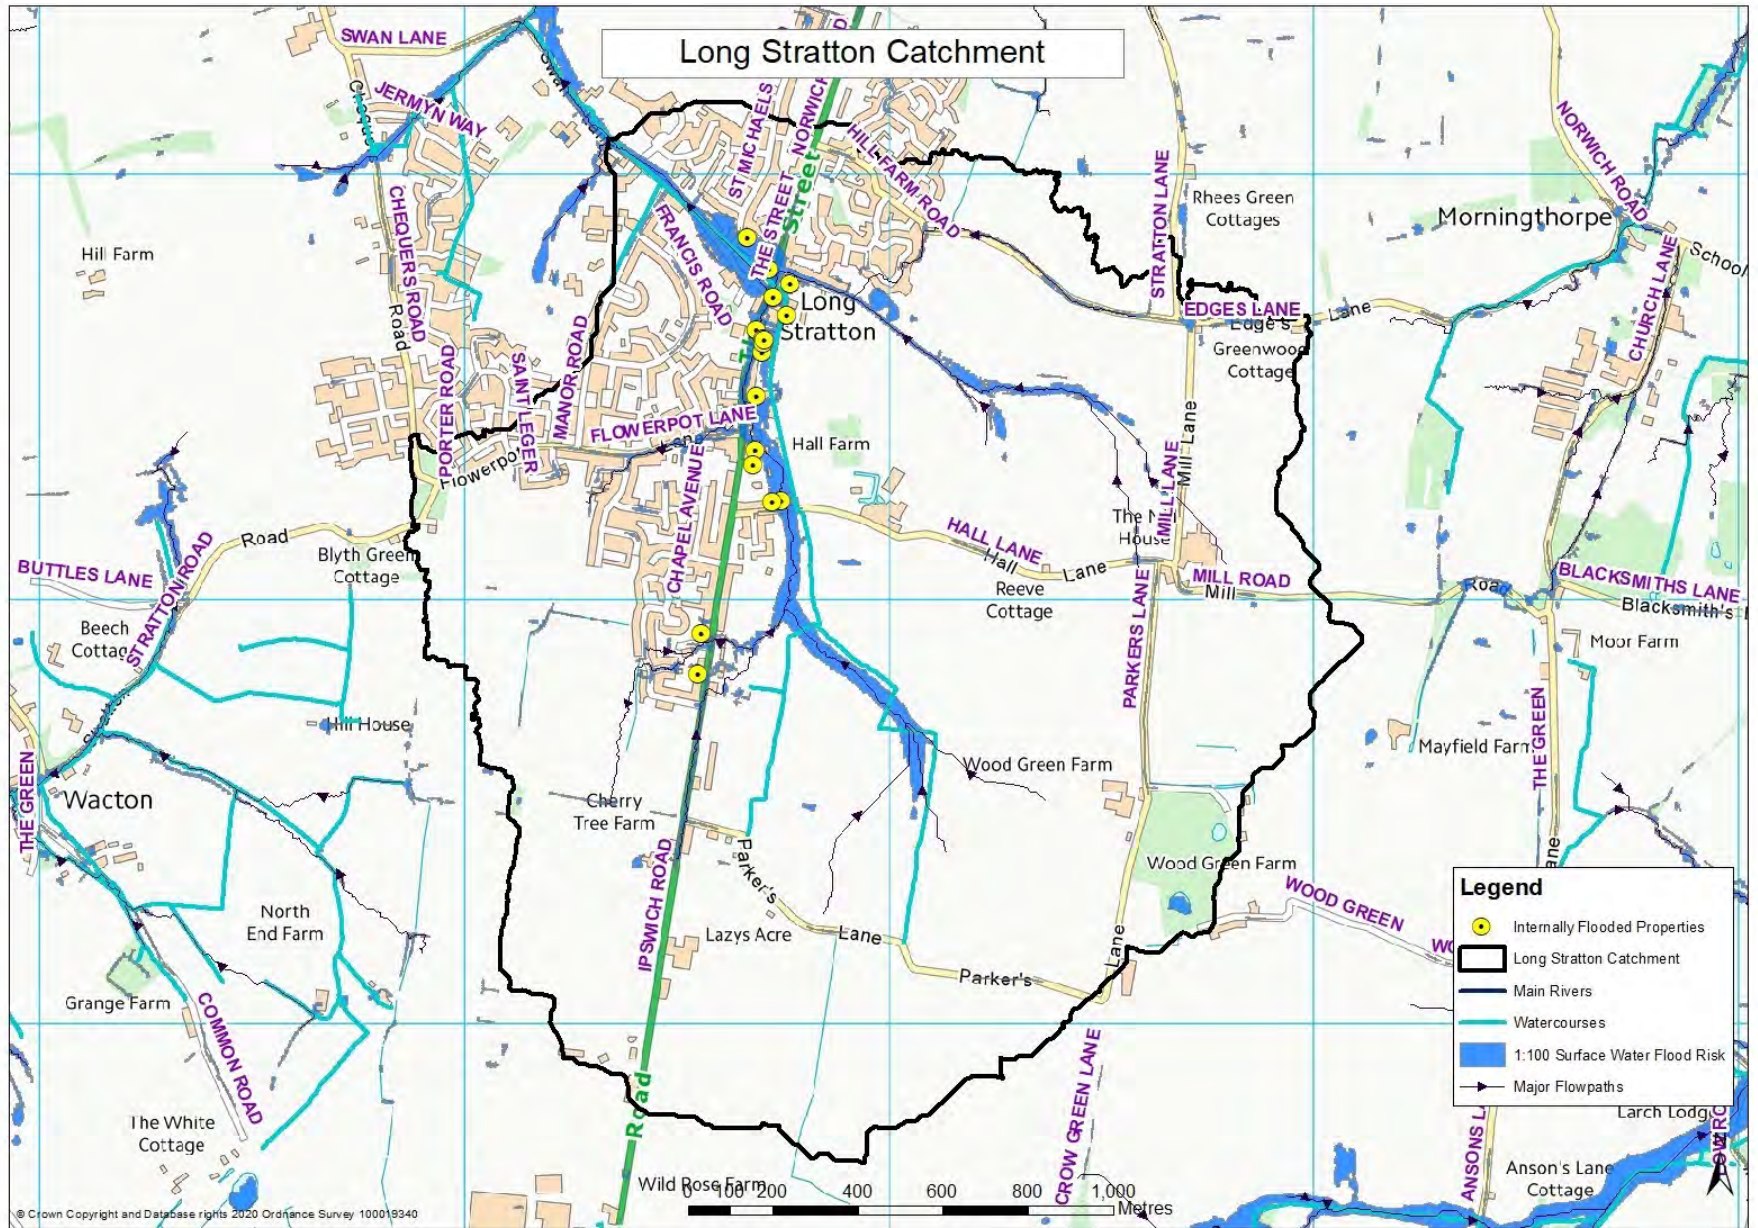 Long Stratton Catchment
SWAN LANE
Swan
JERMYN WAY
ST MICHAELS
NORWICH
Street
HILL FARM ROAD
THE STREET
STRATTON LANE
Rhees Green
Cottages
NORWICH ROAD
Morningthorpe
School
CHURCH LANE
Hill Farm
CHEQUERS ROAD
Road
FRANCIS ROAD
Long
Stratton
EDGES LANE
Edge's
Lane
Greenwood
Cottage
PORTER ROAD
SAINT LEGER
MANOR ROAD
FLOWERPOT LANE
Lane
Flowerpot
Hall Farm
MILL LANE
Mill Lane
CHAPEL AVENUE
HALL LANE
Hall
Lane
The Mill
House
Reeve
Cottage
MILL ROAD
Mill
Road
BLACKSMITHS LANE
Blacksmith's
Moor Farm
Road
Blyth Green
Cottage
BUTTLES LANE
STRATTON ROAD
Beech
Cottage
PARKERS LANE
Hill House
THE GREEN
Mayfield Farm
Wood Green Farm
THE GREEN
Wacton
Cherry
Tree Farm
Parker's
IPSWICH ROAD
Wood Green Farm
Lane
WOOD GREEN
North
End Farm
Lazys Acre
Lane
Parker's
Lane
Grange Farm
COMMON ROAD
CROW GREEN LANE
Road
The White
Cottage
Wild Rose Farm
Legend
Internally Flooded Properties
Long Stratton Catchment
Main Rivers
Watercourses
1:100 Surface Water Flood Risk
Major Flowpaths
Larch Lodge
ANSONS L
Anson's Lane
Cottage
0 100 200 400 600 800 1,000
Metres
© Crown Copyright and Database rights 2020 Ordnance Survey 100019340